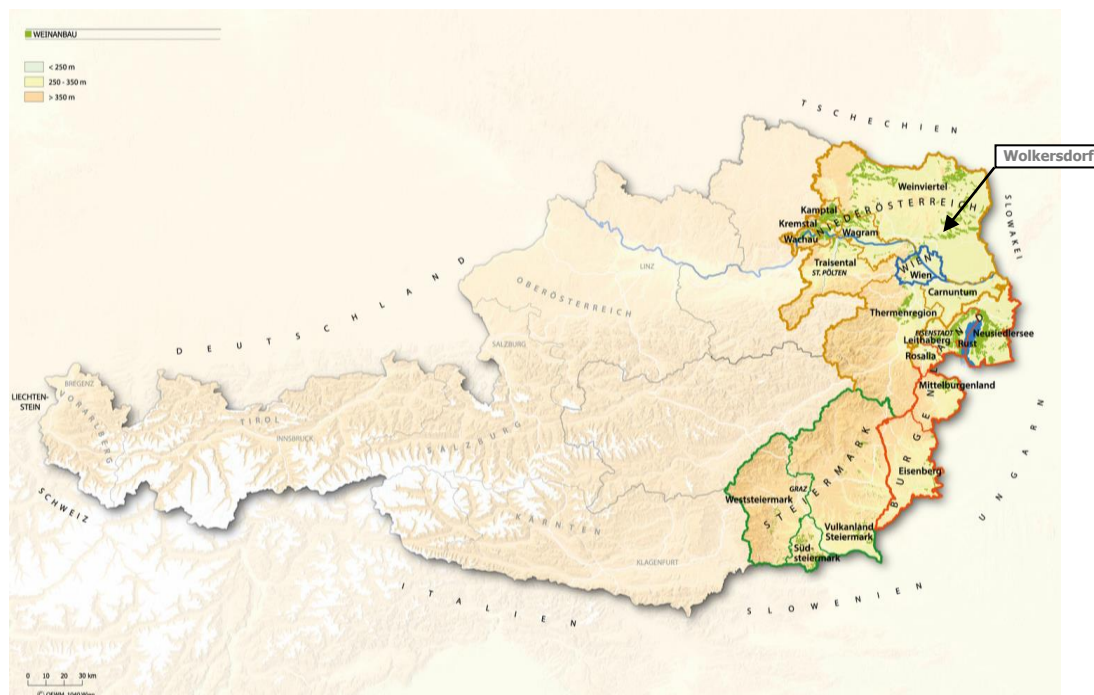 WEINANBAU
< 250 m
250 - 350 m
> 350 m
TSCHECHIEN
Wolkersdorf
SLOWAKEI
Weinviertel
NIEDERÖSTERREICH
Kamptal
Kremstal
Wachau
Wagram
Traisental
ST. PÖLTEN
WIEN
Wien
LINZ
OBERÖSTERREICH
Carnuntum
Thermenregion
EISENSTADT
Leithaberg
Rust
Neusiedlersee
Rosalia
DEUTSCHLAND
SALZBURG
Mittelburgenland
BURGENLAND
LIECHTEN-
STEIN
BREGENZ
VORARLBERG
TIROL
INNSBRUCK
SALZBURG
STEIERMARK
Eisenberg
UNGARN
SCHWEIZ
GRAZ
Weststeiermark
KÄRNTEN
Vulkanland
Steiermark
Süd-
steiermark
KLAGENFURT
ITALIEN
SLOWENIEN
0 10 20 30 km